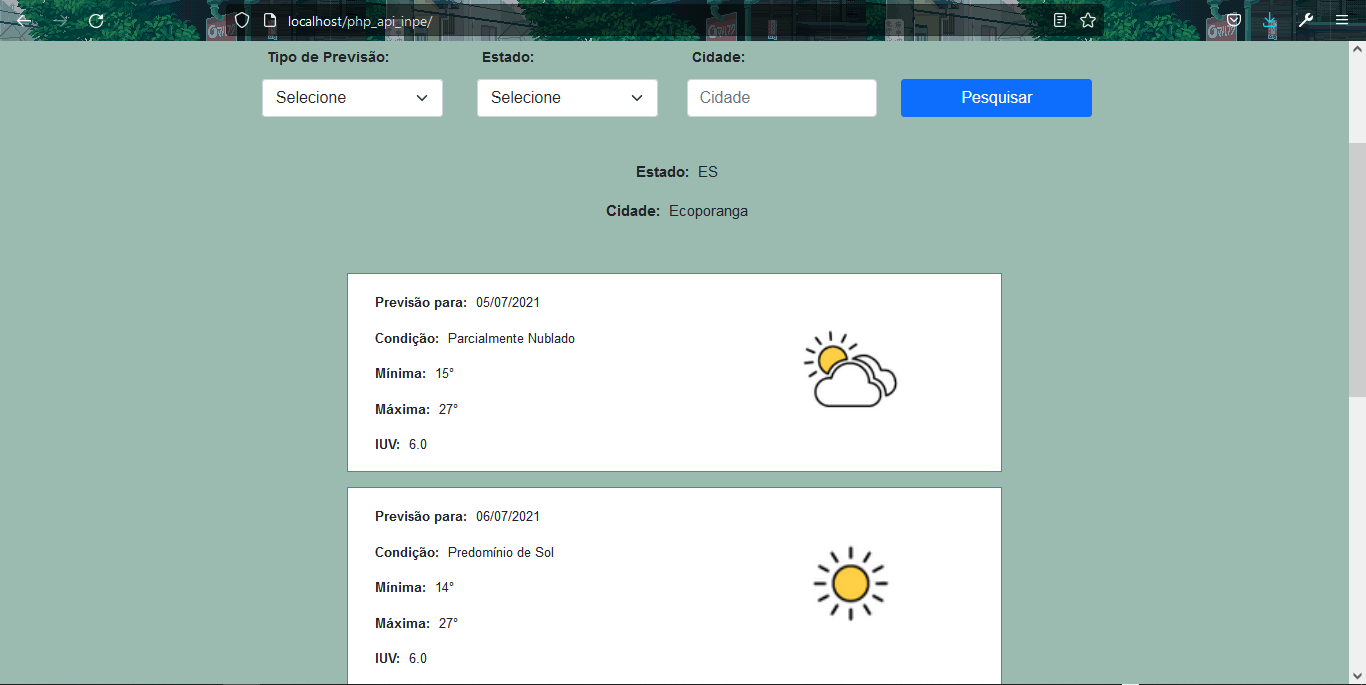 localhost/php_api_inpe/
Tipo de Previsão: Estado: Cidade:
Selecione Selecione Cidade Pesquisar
Estado: ES
Cidade: Ecoporanga
Previsão para: 05/07/2021
Condição: Parcialmente Nublado
Mínima: 15°
Máxima: 27°
IUV: 6.0
Previsão para: 06/07/2021
Condição: Predomínio de Sol
Mínima: 14°
Máxima: 27°
IUV: 6.0